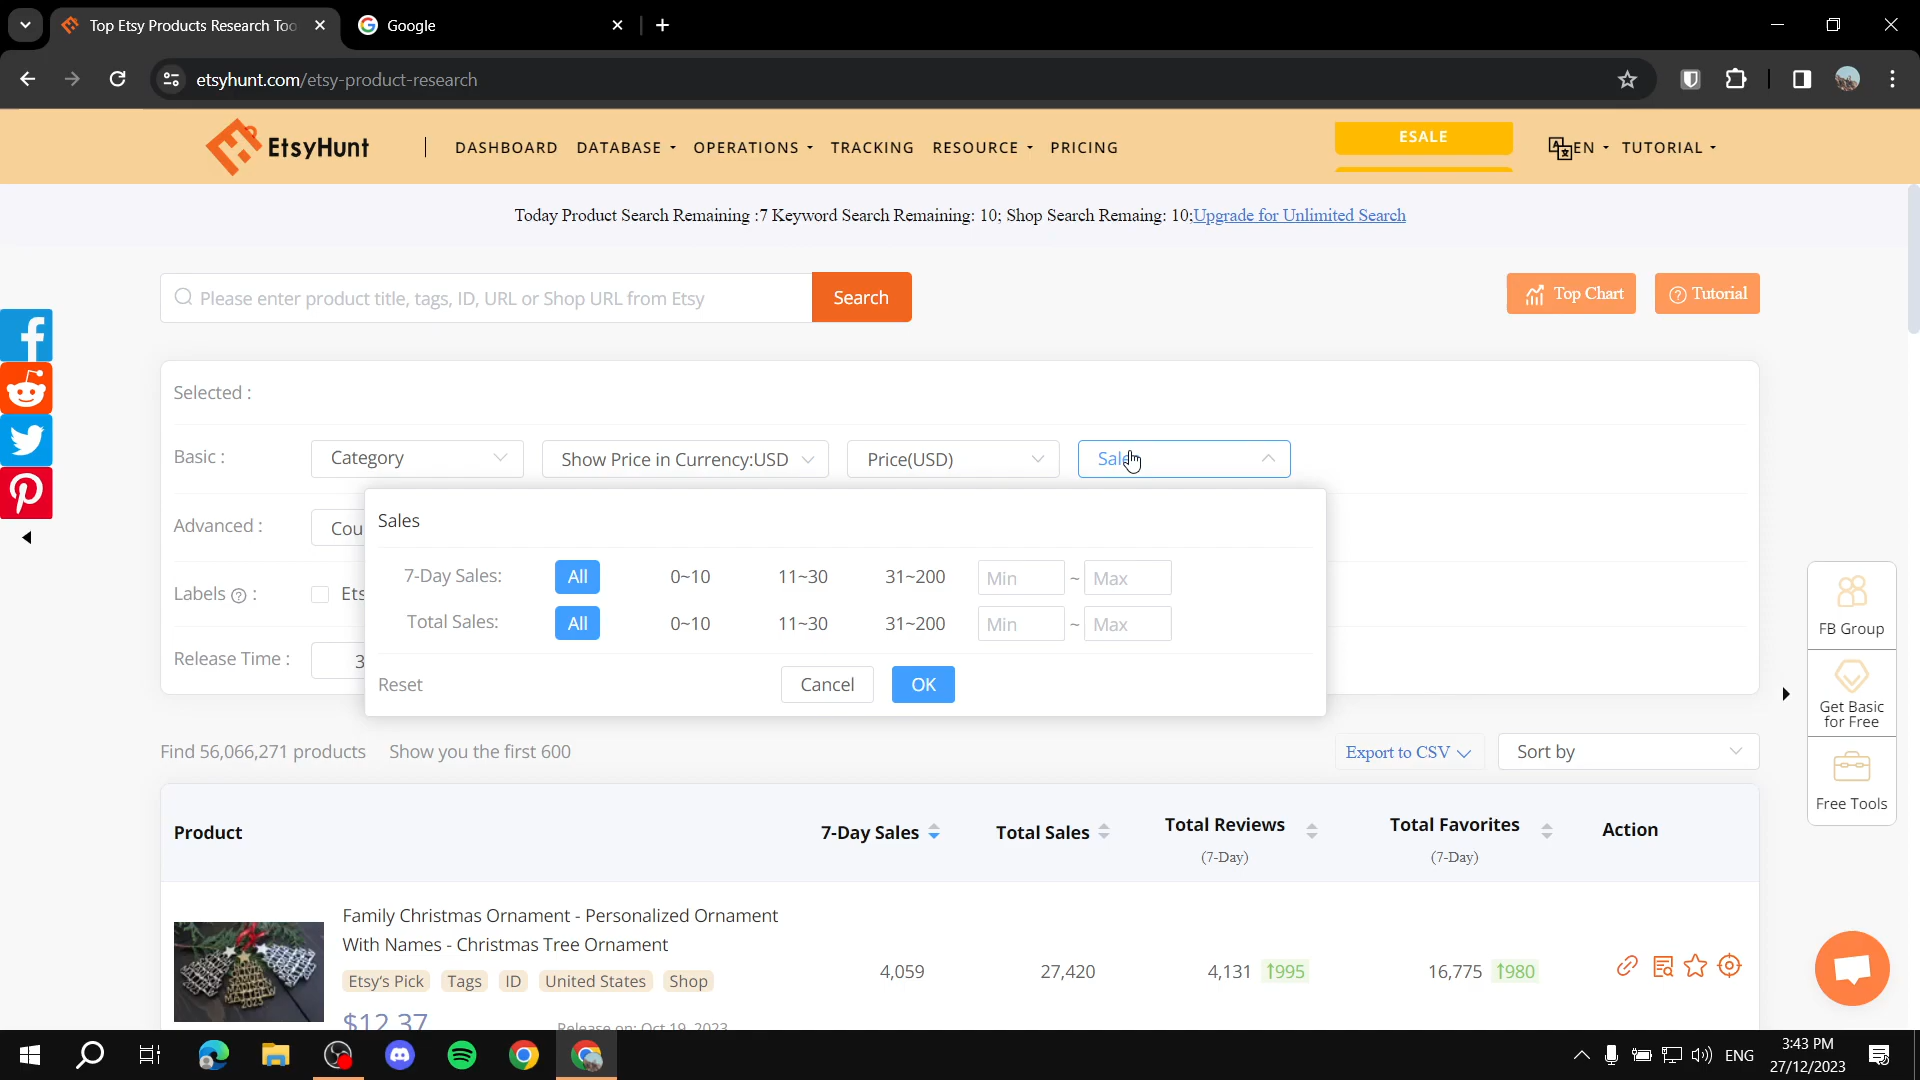 Top Etsy Products Research Too
Google
etsyhunt.com/etsy-product-research
EtsyHunt
DASHBOARD DATABASE OPERATIONS TRACKING RESOURCE PRICING
ESALE
EN TUTORIAL
Today Product Search Remaining :7 Keyword Search Remaining: 10; Shop Search Remaing: 10;Upgrade for Unlimited Search
Please enter product title, tags, ID, URL or Shop URL from Etsy
Search
Top Chart
Tutorial
Selected :
Basic : Category Show Price in Currency:USD Price(USD)
Advanced :
Labels :
Release Time :
Sales
7-Day Sales: All 0~10 11~30 31~200 Min ~ Max
Total Sales: All 0~10 11~30 31~200 Min ~ Max
Reset Cancel OK
FB Group
Get Basic
for Free
Free Tools
Find 56,066,271 products Show you the first 600
Export to CSV Sort by
Product 7-Day Sales Total Sales Total Reviews Total Favorites Action
(7-Day) (7-Day)
Family Christmas Ornament - Personalized Ornament
With Names - Christmas Tree Ornament
4,059 27,420 4,131 ↑995 16,775 ↑980
Etsy's Pick Tags ID United States Shop
$12.37 Release on: Oct 19, 2023
ENG
3:43 PM
27/12/2023